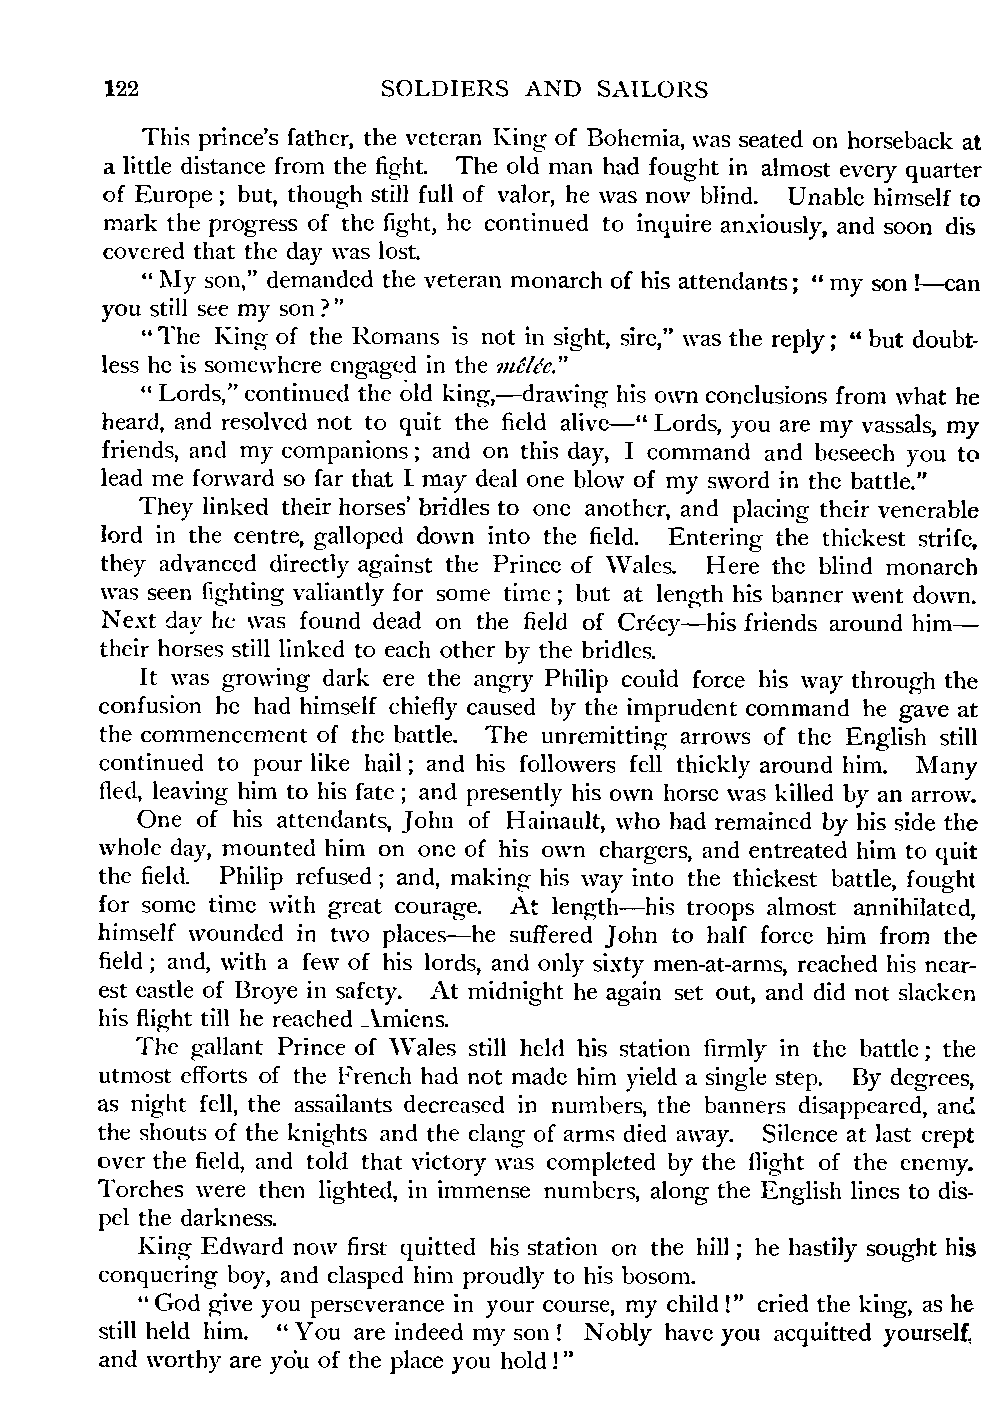 122 SOLDIERS AND SAILORS
This prince's father, the veteran King of Bohemia, was seated on horseback at
a little distance from the fight. The old man had fought in almost every quarter
of Europe; but, though still full of valor, he was now blind. Unable himself to
mark the progress of the fight, he continued to inquire anxiously, and soon dis
covered that the day was lost.
"My son," demanded the veteran monarch of his attendants; "my son!—can
you still see my son?"
"The King of the Romans is not in sight, sire," was the reply; "but doubt-
less he is somewhere engaged in the mêlée."
"Lords," continued the old king,—drawing his own conclusions from what he
heard, and resolved not to quit the field alive—"Lords, you are my vassals, my
friends, and my companions; and on this day, I command and beseech you to
lead me forward so far that I may deal one blow of my sword in the battle."
They linked their horses' bridles to one another, and placing their venerable
lord in the centre, galloped down into the field. Entering the thickest strife,
they advanced directly against the Prince of Wales. Here the blind monarch
was seen fighting valiantly for some time; but at length his banner went down.
Next day he was found dead on the field of Crécy—his friends around him—
their horses still linked to each other by the bridles.
It was growing dark ere the angry Philip could force his way through the
confusion he had himself chiefly caused by the imprudent command he gave at
the commencement of the battle. The unremitting arrows of the English still
continued to pour like hail; and his followers fell thickly around him. Many
fled, leaving him to his fate; and presently his own horse was killed by an arrow.
One of his attendants, John of Hainault, who had remained by his side the
whole day, mounted him on one of his own chargers, and entreated him to quit
the field. Philip refused; and, making his way into the thickest battle, fought
for some time with great courage. At length—his troops almost annihilated,
himself wounded in two places—he suffered John to half force him from the
field; and, with a few of his lords, and only sixty men-at-arms, reached his near-
est castle of Broye in safety. At midnight he again set out, and did not slacken
his flight till he reached Amiens.
The gallant Prince of Wales still held his station firmly in the battle; the
utmost efforts of the French had not made him yield a single step. By degrees,
as night fell, the assailants decreased in numbers, the banners disappeared, and
the shouts of the knights and the clang of arms died away. Silence at last crept
over the field, and told that victory was completed by the flight of the enemy.
Torches were then lighted, in immense numbers, along the English lines to dis-
pel the darkness.
King Edward now first quitted his station on the hill; he hastily sought his
conquering boy, and clasped him proudly to his bosom.
"God give you perseverance in your course, my child!" cried the king, as he
still held him. "You are indeed my son! Nobly have you acquitted yourself,
and worthy are you of the place you hold!"